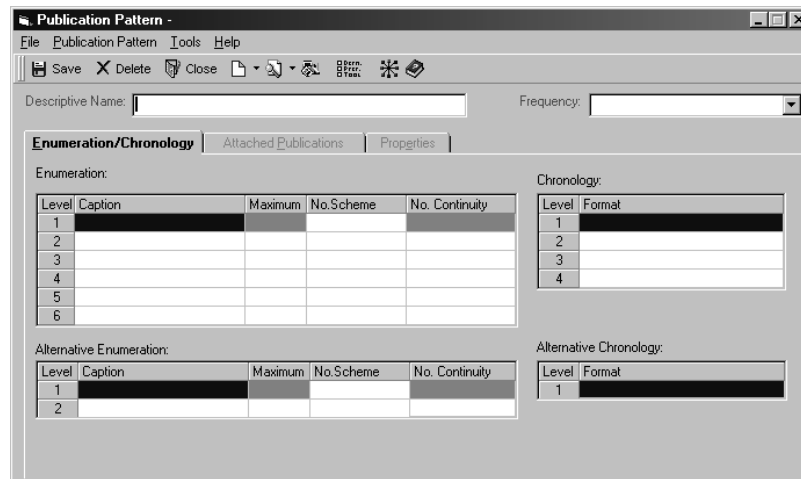 Publication Pattern -
File Publication Pattern Tools Help
Save Delete Close
Descriptive Name: Frequency:
Enumeration/Chronology Attached Publications Properties
Enumeration: Chronology:
Level Caption Maximum No.Scheme No. Continuity Level Format
1 1
2 2
3 3
4 4
5
6
Alternative Enumeration: Alternative Chronology:
Level Caption Maximum No.Scheme No. Continuity Level Format
1 1
2